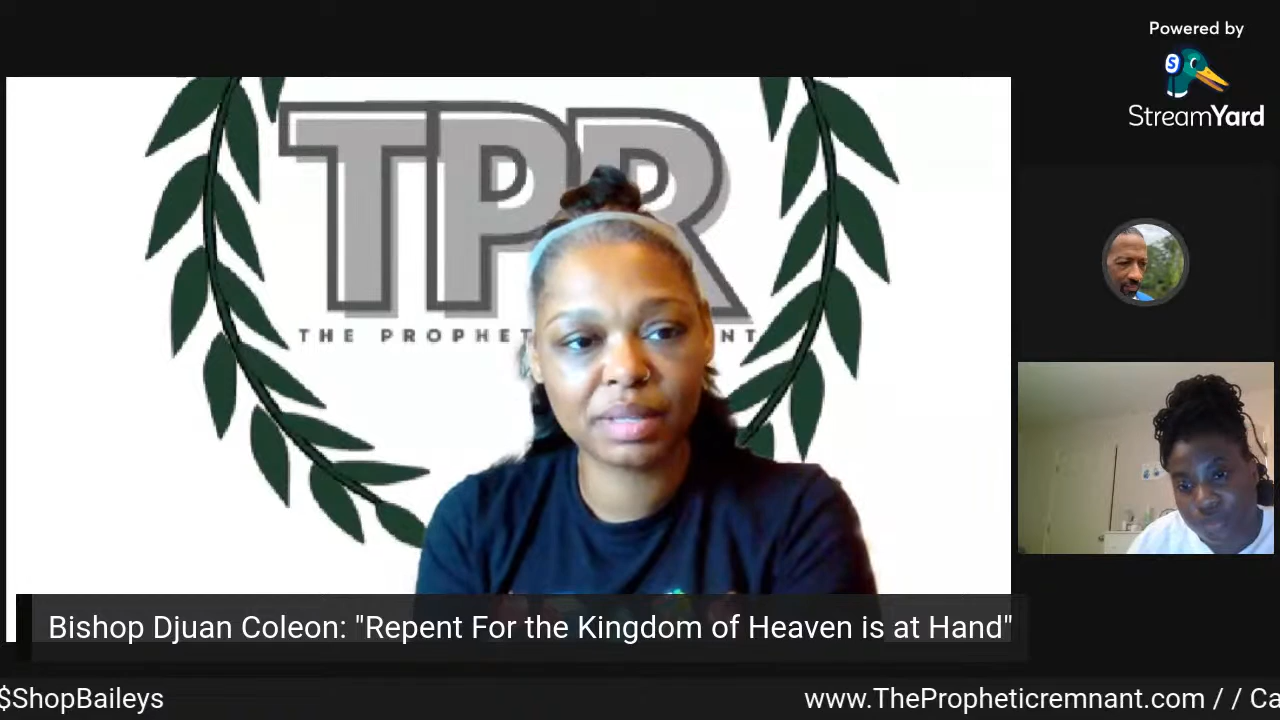 Powered by
StreamYard
TPR
THE PROPHET NT
Bishop Djuan Coleon: "Repent For the Kingdom of Heaven is at Hand"
$ShopBaileys
www.ThePropheticremnant.com / / Ca